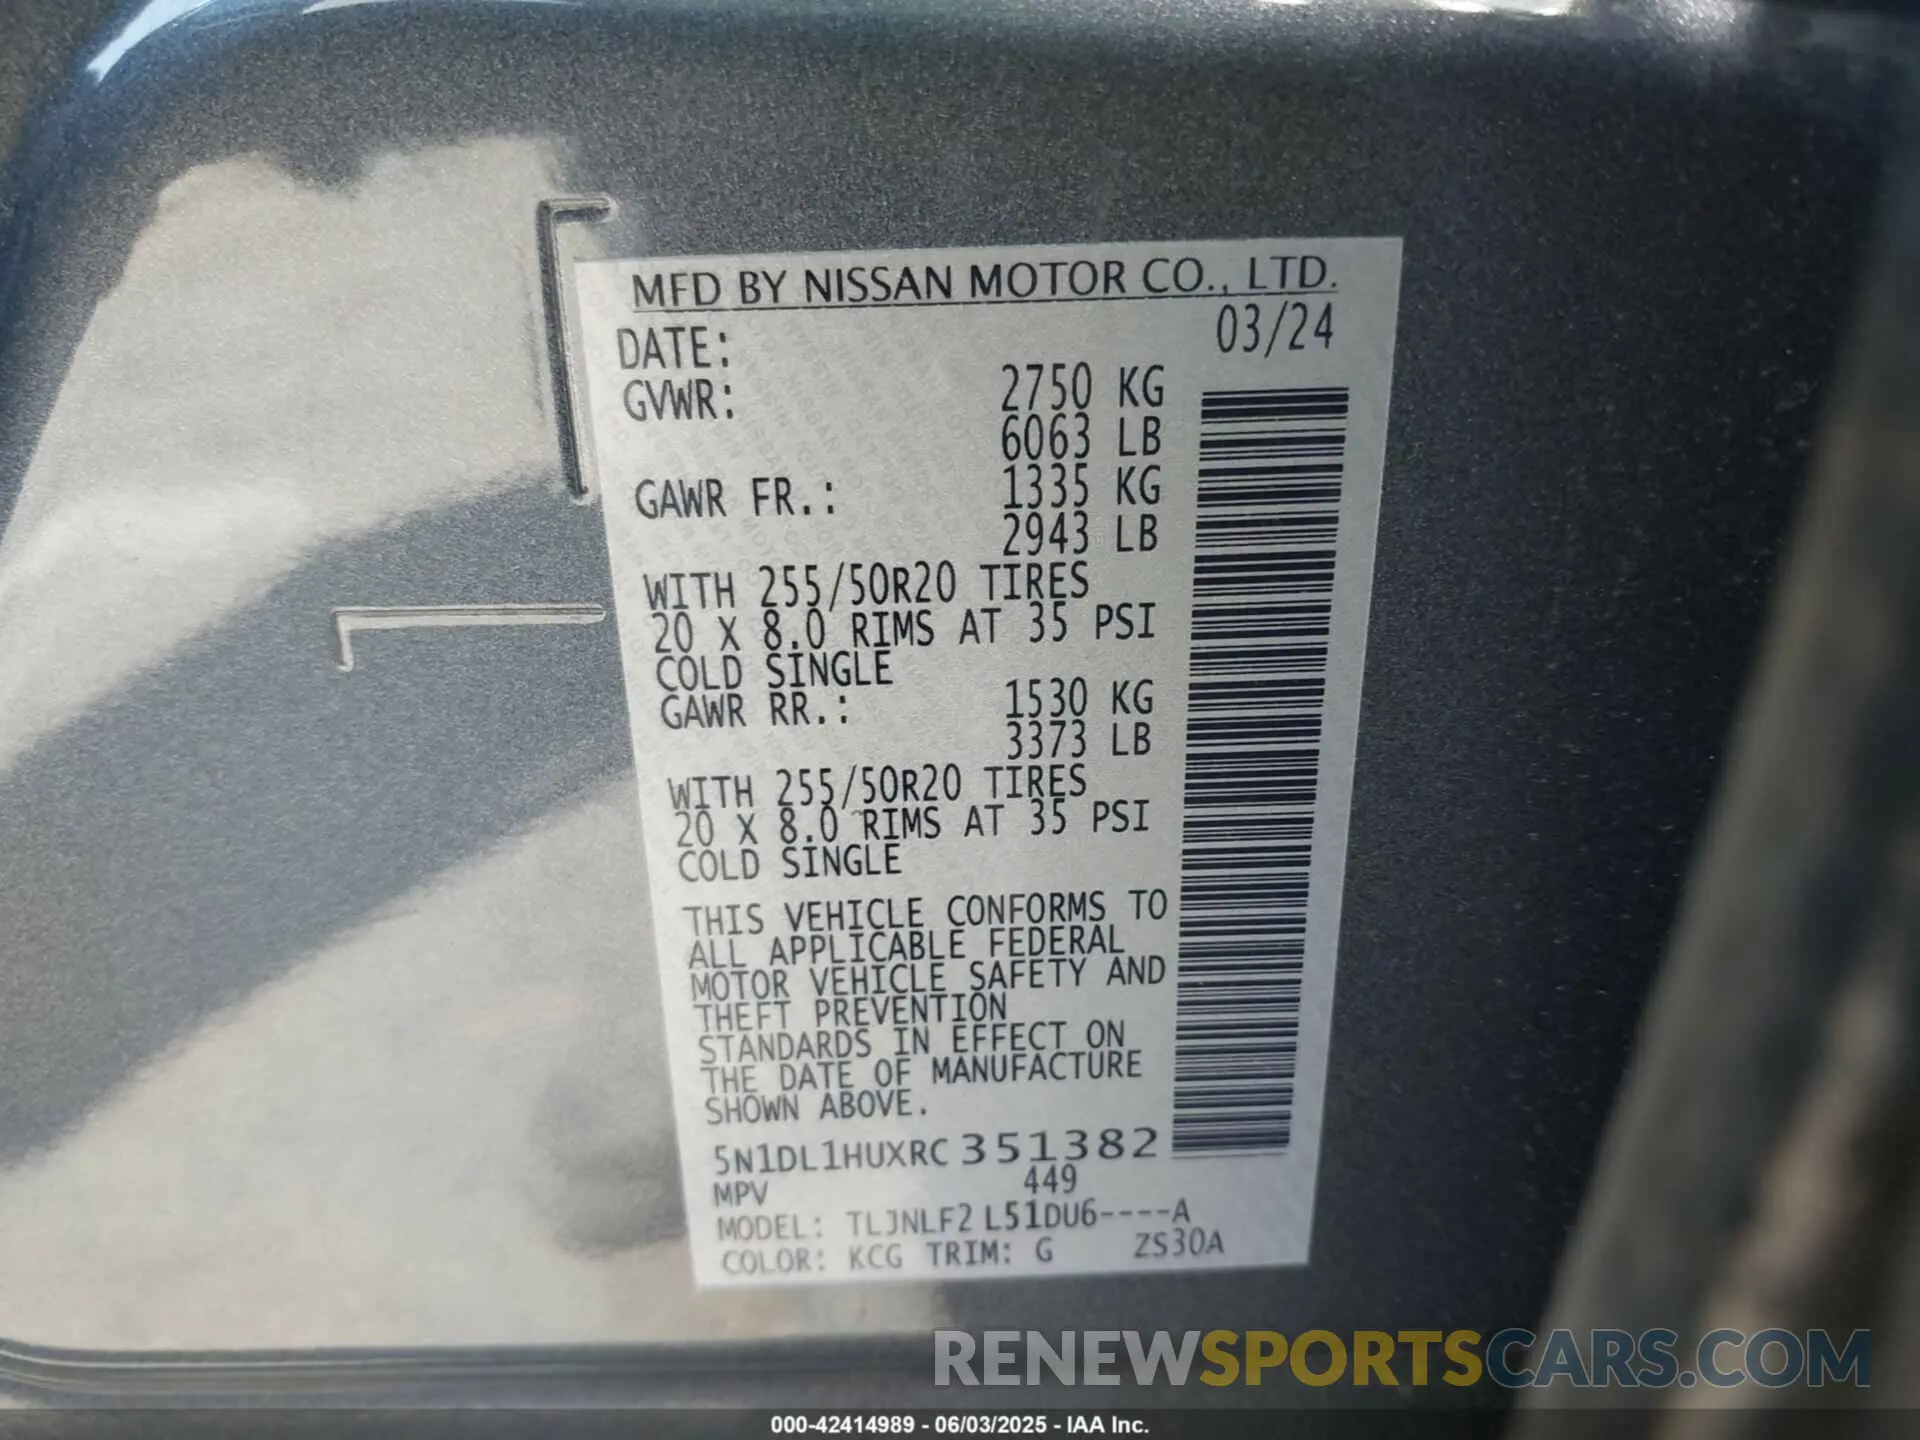 MFD BY NISSAN MOTOR CO., LTD.
DATE: 03/24
GVWR: 2750 KG
6063 LB
GAWR FR.: 1335 KG
2943 LB
WITH 255/50R20 TIRES
20 X 8.0 RIMS AT 35 PSI
COLD SINGLE
GAWR RR.: 1530 KG
3373 LB
WITH 255/50R20 TIRES
20 X 8.0 RIMS AT 35 PSI
COLD SINGLE
THIS VEHICLE CONFORMS TO
ALL APPLICABLE FEDERAL
MOTOR VEHICLE SAFETY AND
THEFT PREVENTION
STANDARDS IN EFFECT ON
THE DATE OF MANUFACTURE
SHOWN ABOVE.
5N1DL1HUXRC351382
MPV 449
MODEL: TLJNLF2 L51DU6----A
COLOR: KCG TRIM: G ZS30A
RENEWSPORTSCARS.COM
000-42414989 - 06/03/2025 - IAA Inc.